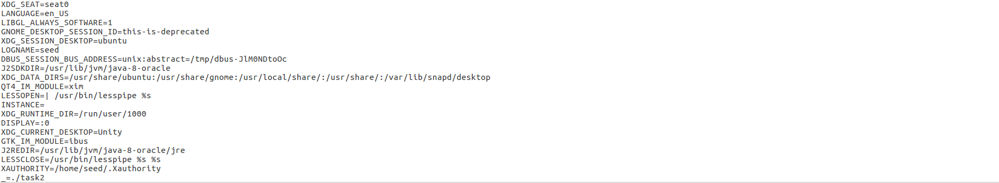 XDG_SEAT=seat0
LANGUAGE=en_US
LIBGL_ALWAYS_SOFTWARE=1
GNOME_DESKTOP_SESSION_ID=this-is-deprecated
XDG_SESSION_DESKTOP=ubuntu
LOGNAME=seed
DBUS_SESSION_BUS_ADDRESS=unix:abstract=/tmp/dbus-JlM0NDtoOc
J2SDKDIR=/usr/lib/jvm/java-8-oracle
XDG_DATA_DIRS=/usr/share/ubuntu:/usr/share/gnome:/usr/local/share/:/usr/share/:/var/lib/snapd/desktop
QT4_IM_MODULE=xim
LESSOPEN=| /usr/bin/lesspipe %s
INSTANCE=
XDG_RUNTIME_DIR=/run/user/1000
DISPLAY=:0
XDG_CURRENT_DESKTOP=Unity
GTK_IM_MODULE=ibus
J2REDIR=/usr/lib/jvm/java-8-oracle/jre
LESSCLOSE=/usr/bin/lesspipe %s %s
XAUTHORITY=/home/seed/.Xauthority
_=./task2